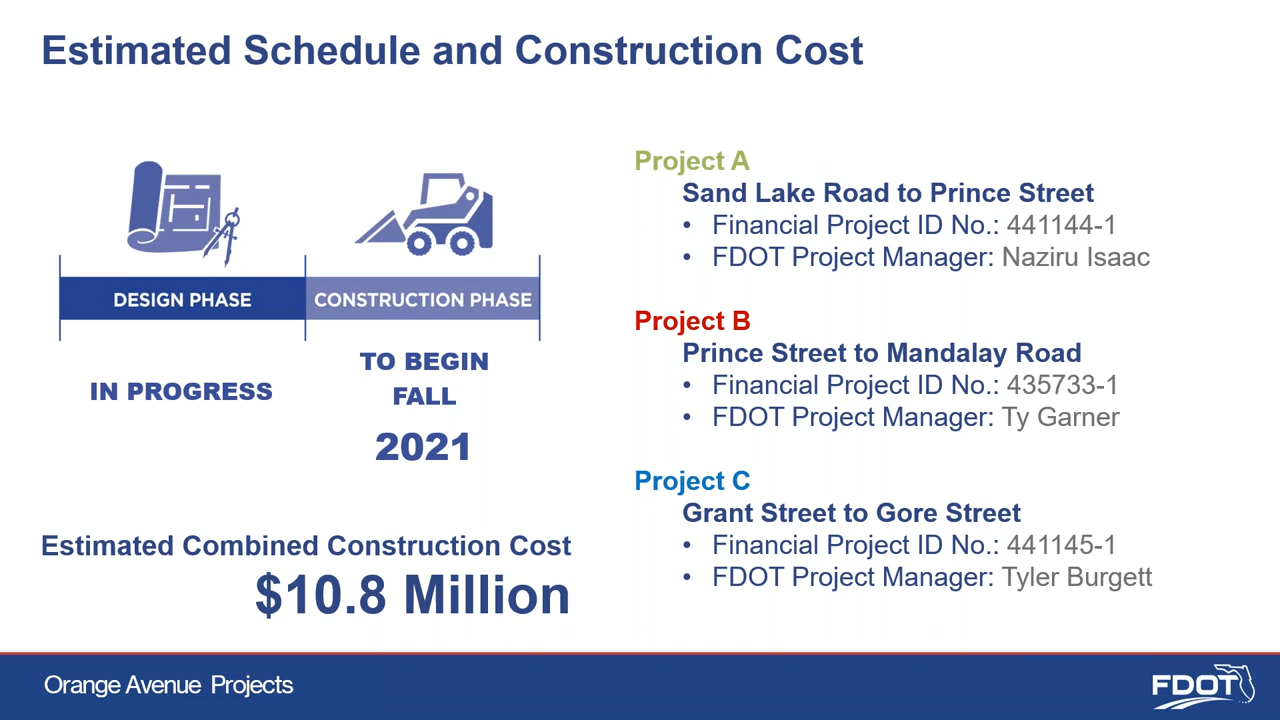 Estimated Schedule and Construction Cost
DESIGN PHASE
CONSTRUCTION PHASE
IN PROGRESS
TO BEGIN
FALL
2021
Estimated Combined Construction Cost
$10.8 Million
Project A
Sand Lake Road to Prince Street
• Financial Project ID No.: 441144-1
• FDOT Project Manager: Naziru Isaac
Project B
Prince Street to Mandalay Road
• Financial Project ID No.: 435733-1
• FDOT Project Manager: Ty Garner
Project C
Grant Street to Gore Street
• Financial Project ID No.: 441145-1
• FDOT Project Manager: Tyler Burgett
Orange Avenue Projects
FDOT